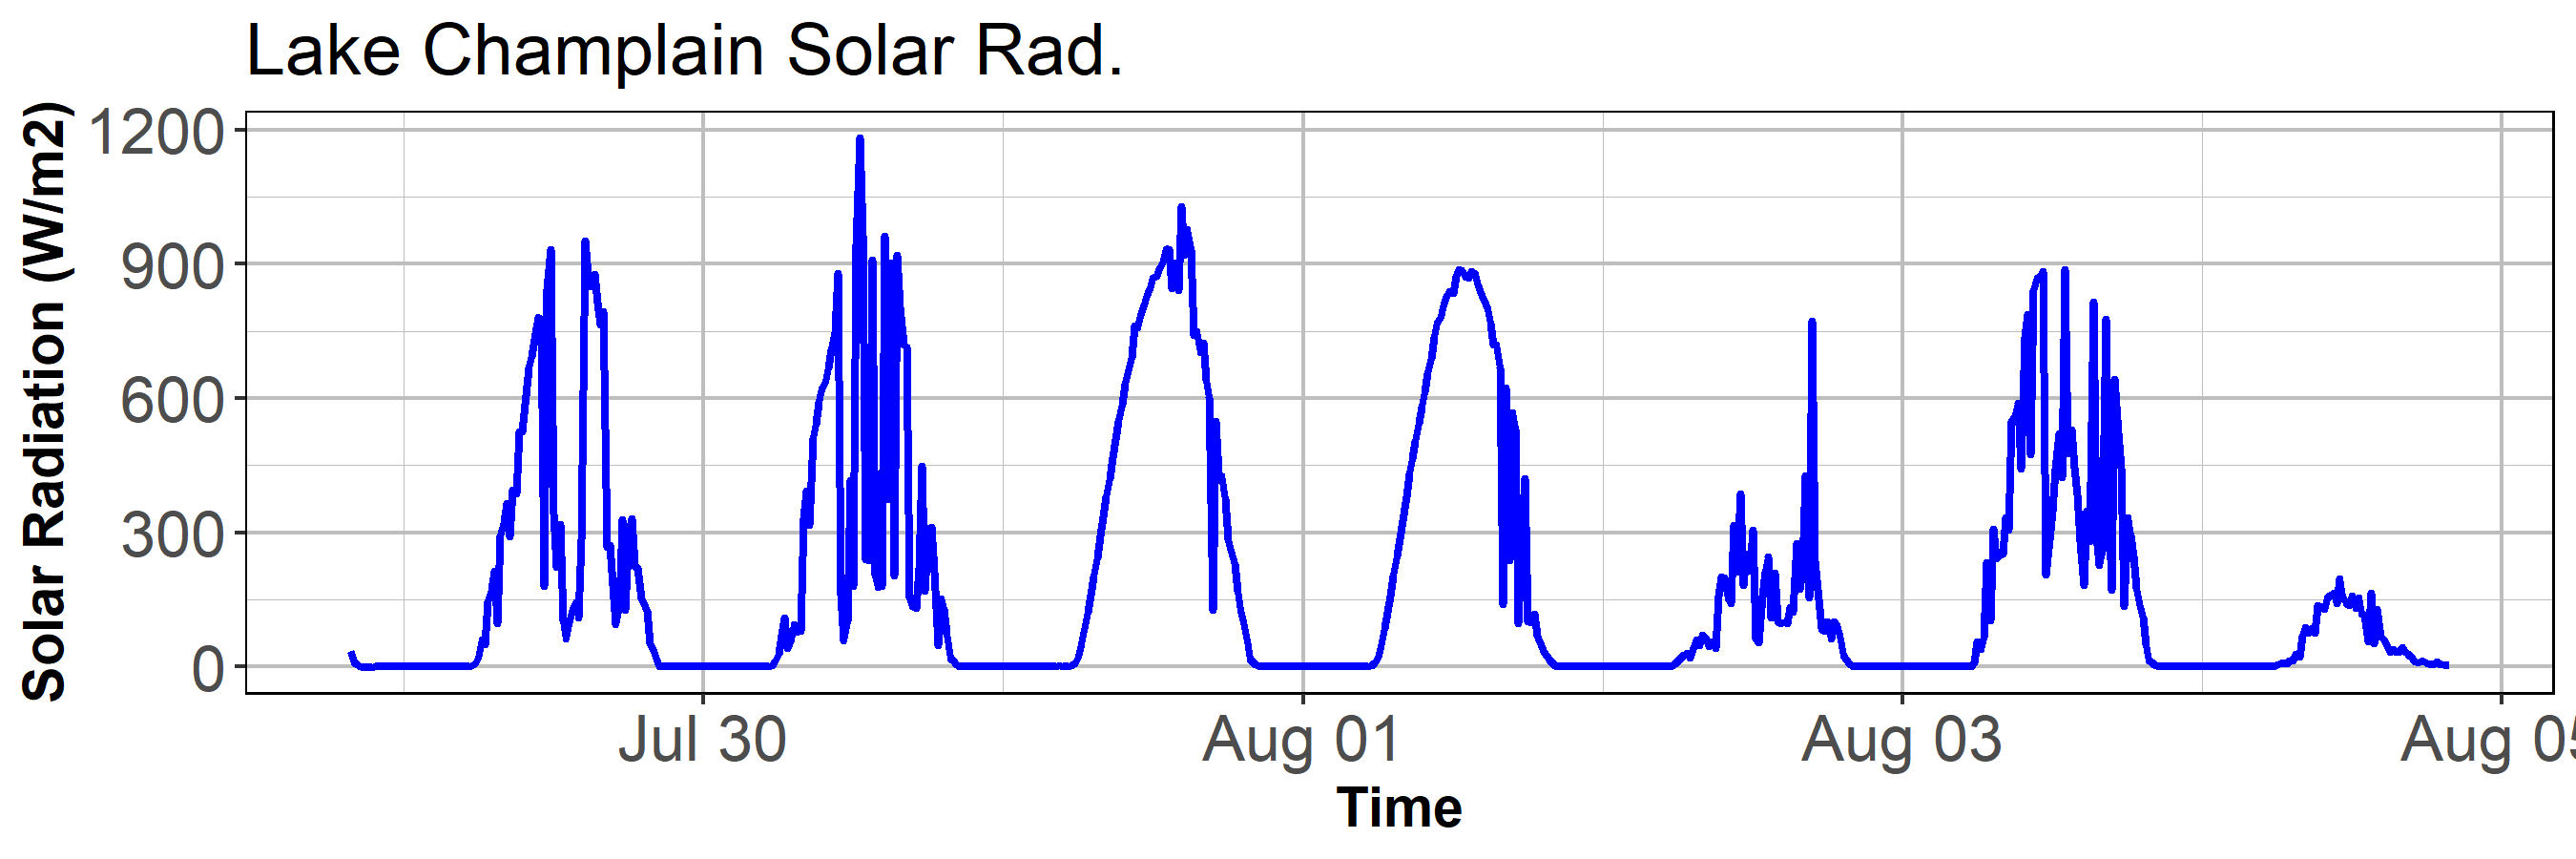 Lake Champlain Solar Rad.
Solar Radiation (W/m2)
1200
900
600
300
0
Jul 30 Aug 01 Aug 03 Aug 05
Time